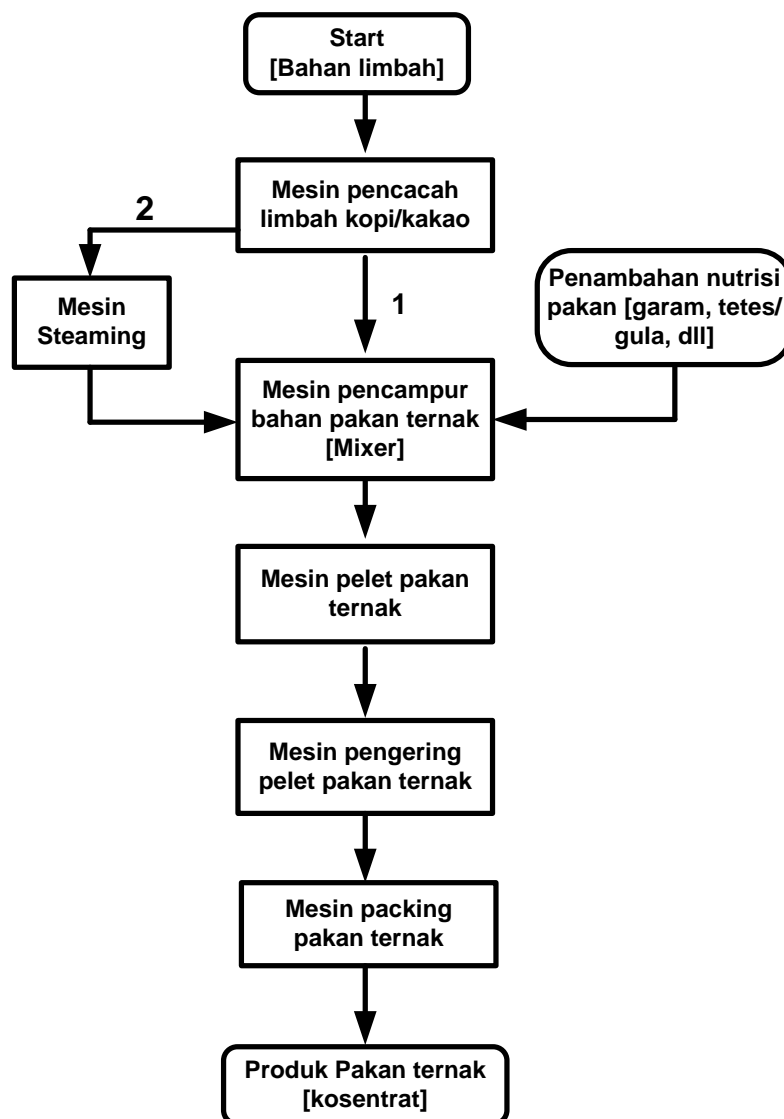 Start
[Bahan limbah]
Mesin pencacah
limbah kopi/kakao
2
Mesin
Steaming
1
Penambahan nutrisi
pakan [garam, tetes/
gula, dll]
Mesin pencampur
bahan pakan ternak
[Mixer]
Mesin pelet pakan
ternak
Mesin pengering
pelet pakan ternak
Mesin packing
pakan ternak
Produk Pakan ternak
[kosentrat]